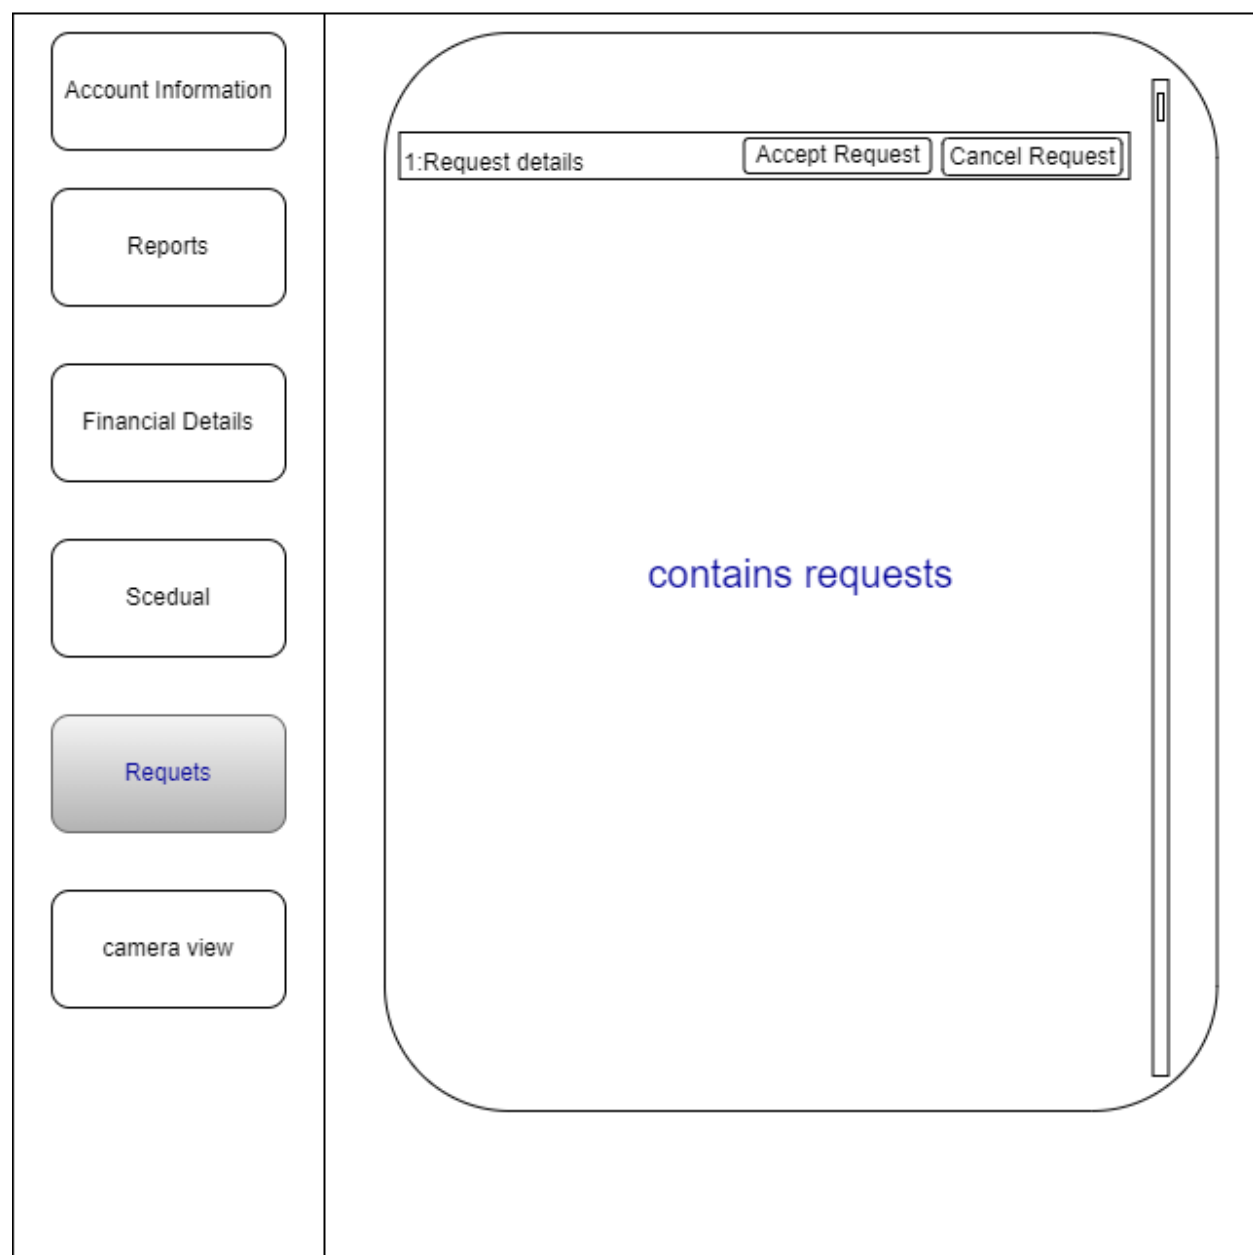 Account Information
Reports
Financial Details
Scedual
Requets
camera view
1:Request details
Accept Request
Cancel Request
contains requests